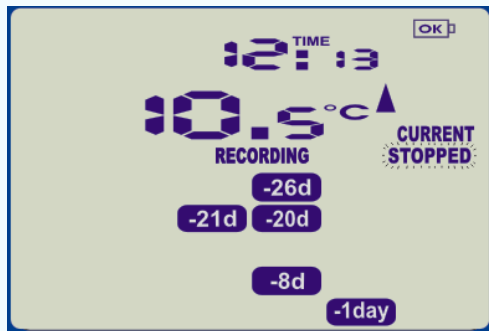 OK
TIME
12:13
10.5°C
CURRENT
RECORDING STOPPED
-26d
-21d -20d
-8d
-1day